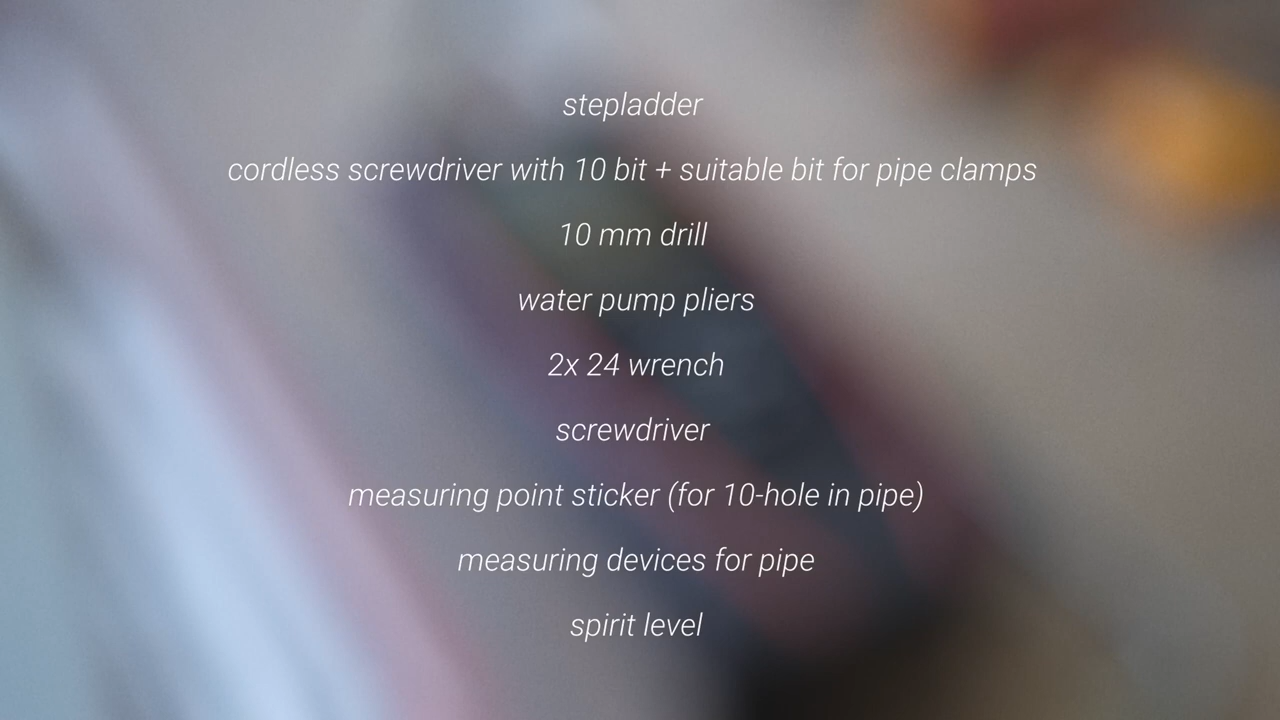 stepladder
cordless screwdriver with 10 bit + suitable bit for pipe clamps
10 mm drill
water pump pliers
2x 24 wrench
screwdriver
measuring point sticker (for 10-hole in pipe)
measuring devices for pipe
spirit level